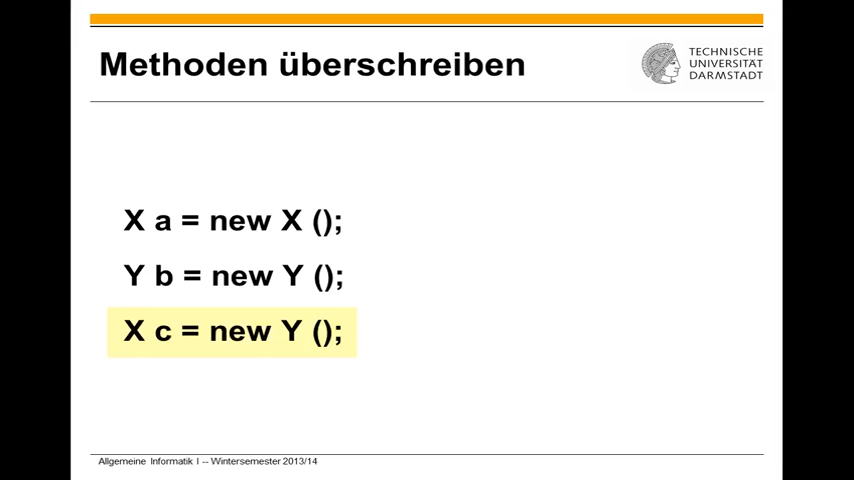 Methoden überschreiben
TECHNISCHE
UNIVERSITÄT
DARMSTADT
X a = new X ();
Y b = new Y ();
X c = new Y ();
Allgemeine Informatik I -- Wintersemester 2013/14